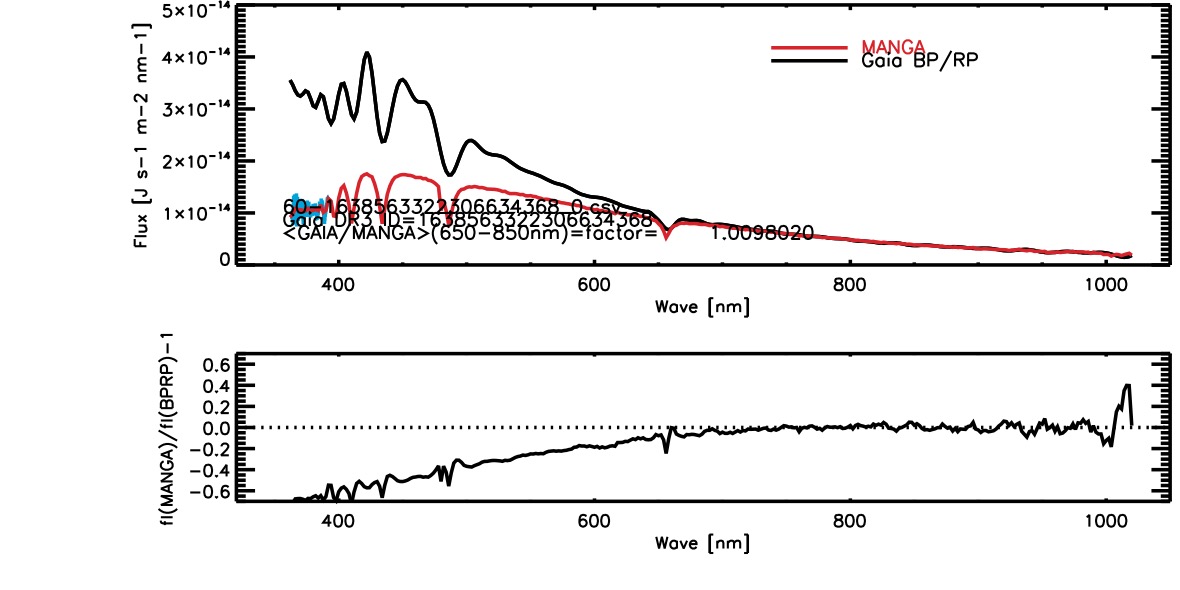 5×10−14
4×10−14
3×10−14
2×10−14
1×10−14
0
Flux [J s−1 m−2 nm−1]
MANGA
Gaia BP/RP
Gaia DR3 ID=1638563322306634368
<GAIA/MANGA>(650−850nm)=factor= 1.0098020
400 600 800 1000
Wave [nm]
0.6
0.4
0.2
0.0
−0.2
−0.4
−0.6
fl(MANGA)/fl(BPRP)−1
400 600 800 1000
Wave [nm]